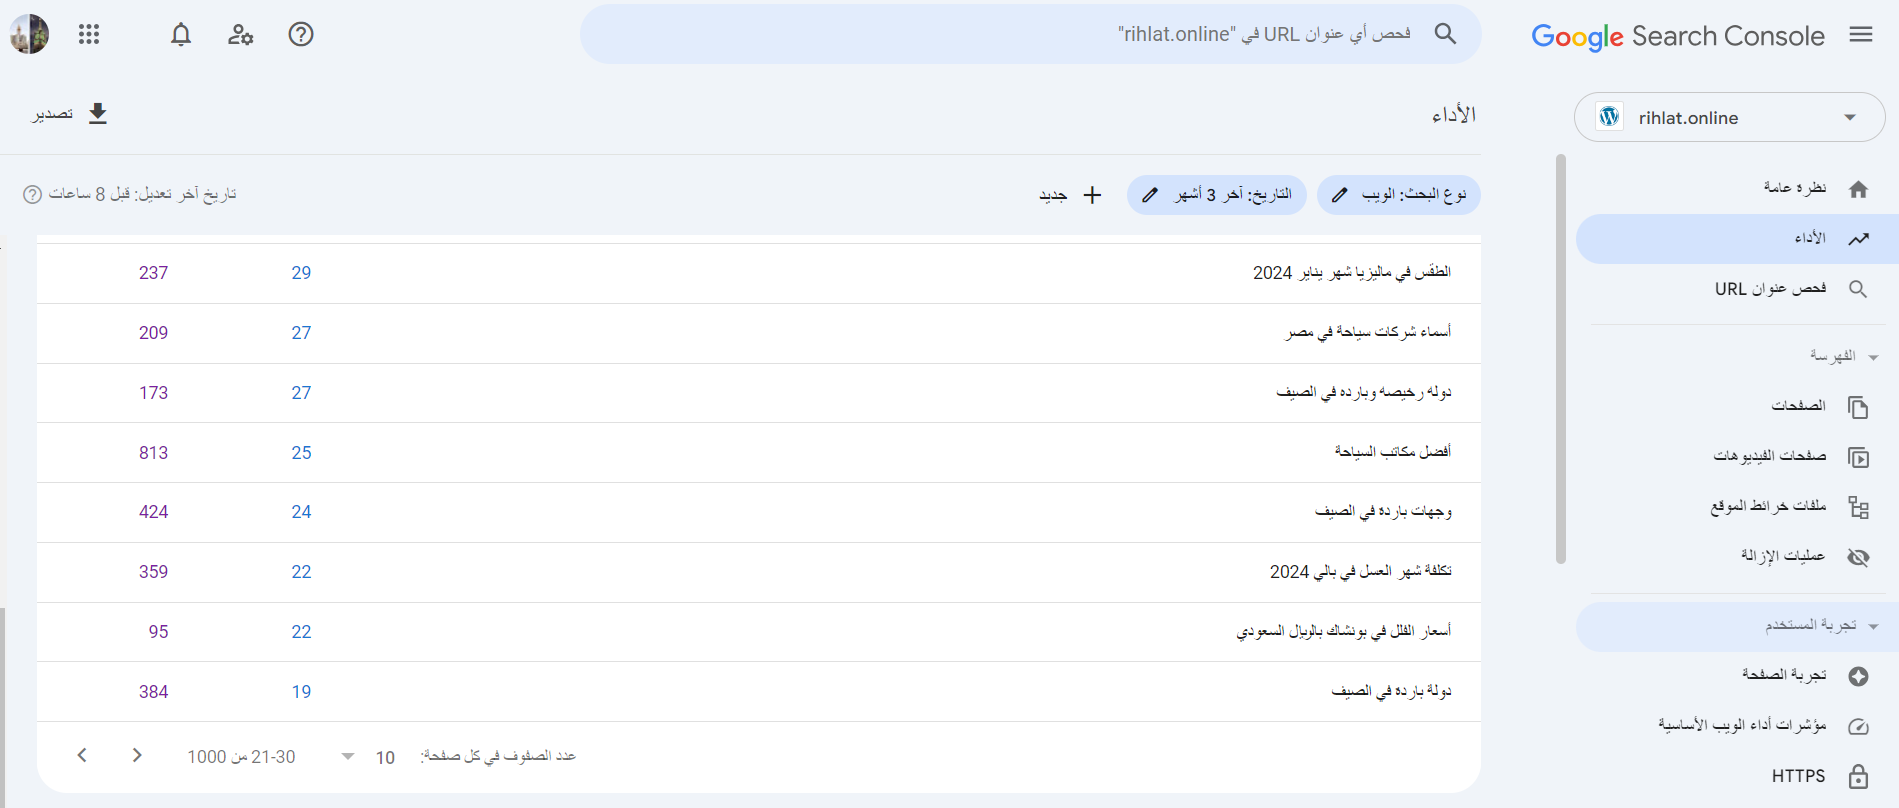 Google Search Console
فحص أي عنوان URL في "rihlat.online"
rihlat.online
الأداء
تصدير
نوع البحث: الويب
التاريخ: آخر 3 أشهر
جديد
تاريخ آخر تعديل: قبل 8 ساعات
نظرة عامة
الأداء
فحص عنوان URL
الفهرسة
الصفحات
صفحات الفيديوهات
ملفات خرائط الموقع
عمليات الإزالة
تجربة المستخدم
تجربة الصفحة
مؤشرات أداء الويب الأساسية
HTTPS
الطقس في ماليزيا شهر يناير 2024 29 237
أسماء شركات سياحة في مصر 27 209
دوله رخيصه وبارده في الصيف 27 173
أفضل مكاتب السياحة 25 813
وجهات باردة في الصيف 24 424
تكلفة شهر العسل في بالي 2024 22 359
أسعار الفلل في بونشاك بالويال السعودي 22 95
دولة باردة في الصيف 19 384
عدد الصفوف في كل صفحة: 10 21-30 من 1000